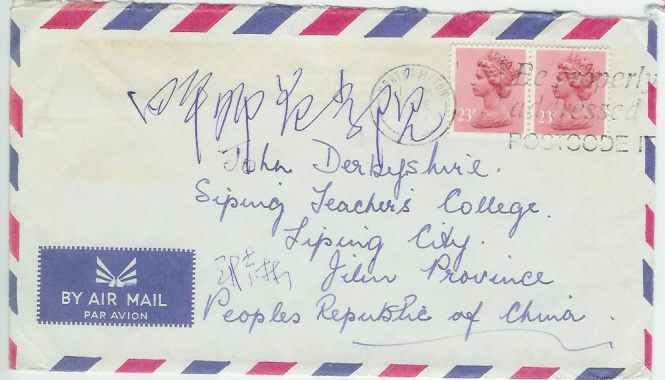 Be properly
23P 23P addressed
POSTCODE IT
四平师范学院
John Derbyshire.
Siping Teacher's College.
Siping City.
Jilin Province
Peoples Republic of China.
BY AIR MAIL
PAR AVION